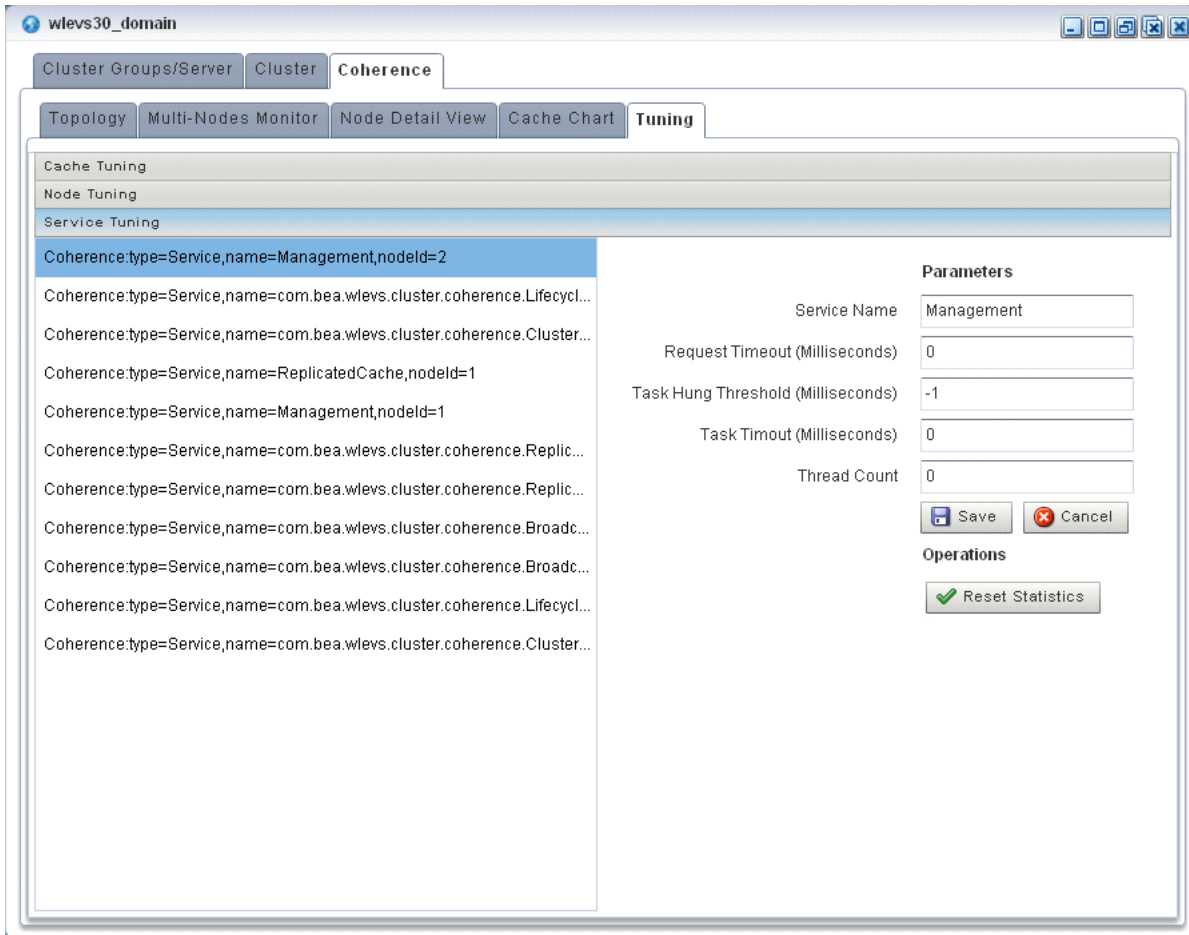 wlevs30_domain
Cluster Groups/Server Cluster Coherence
Topology Multi-Nodes Monitor Node Detail View Cache Chart Tuning
Cache Tuning
Node Tuning
Service Tuning
Coherence:type=Service,name=Management,nodeId=2
Coherence:type=Service,name=com.bea.wlevs.cluster.coherence.Lifecycl...
Coherence:type=Service,name=com.bea.wlevs.cluster.coherence.Cluster...
Coherence:type=Service,name=ReplicatedCache,nodeId=1
Coherence:type=Service,name=Management,nodeId=1
Coherence:type=Service,name=com.bea.wlevs.cluster.coherence.Replic...
Coherence:type=Service,name=com.bea.wlevs.cluster.coherence.Replic...
Coherence:type=Service,name=com.bea.wlevs.cluster.coherence.Broadc...
Coherence:type=Service,name=com.bea.wlevs.cluster.coherence.Broadc...
Coherence:type=Service,name=com.bea.wlevs.cluster.coherence.Lifecycl...
Coherence:type=Service,name=com.bea.wlevs.cluster.coherence.Cluster...
Parameters
Service Name Management
Request Timeout (Milliseconds) 0
Task Hung Threshold (Milliseconds) -1
Task Timout (Milliseconds) 0
Thread Count 0
Save Cancel
Operations
Reset Statistics